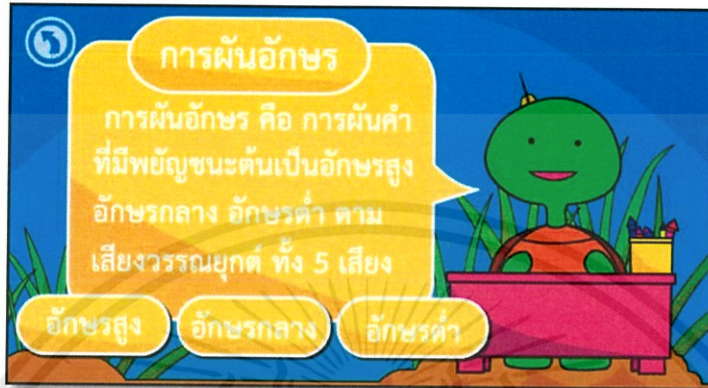 การผันอักษร
การผันอักษร คือ การผันคำ
ที่มีพยัญชนะต้นเป็นอักษรสูง
อักษรกลาง อักษรต่ำ ตาม
เสียงวรรณยุกต์ ทั้ง 5 เสียง
อักษรสูง อักษรกลาง อักษรต่ำ